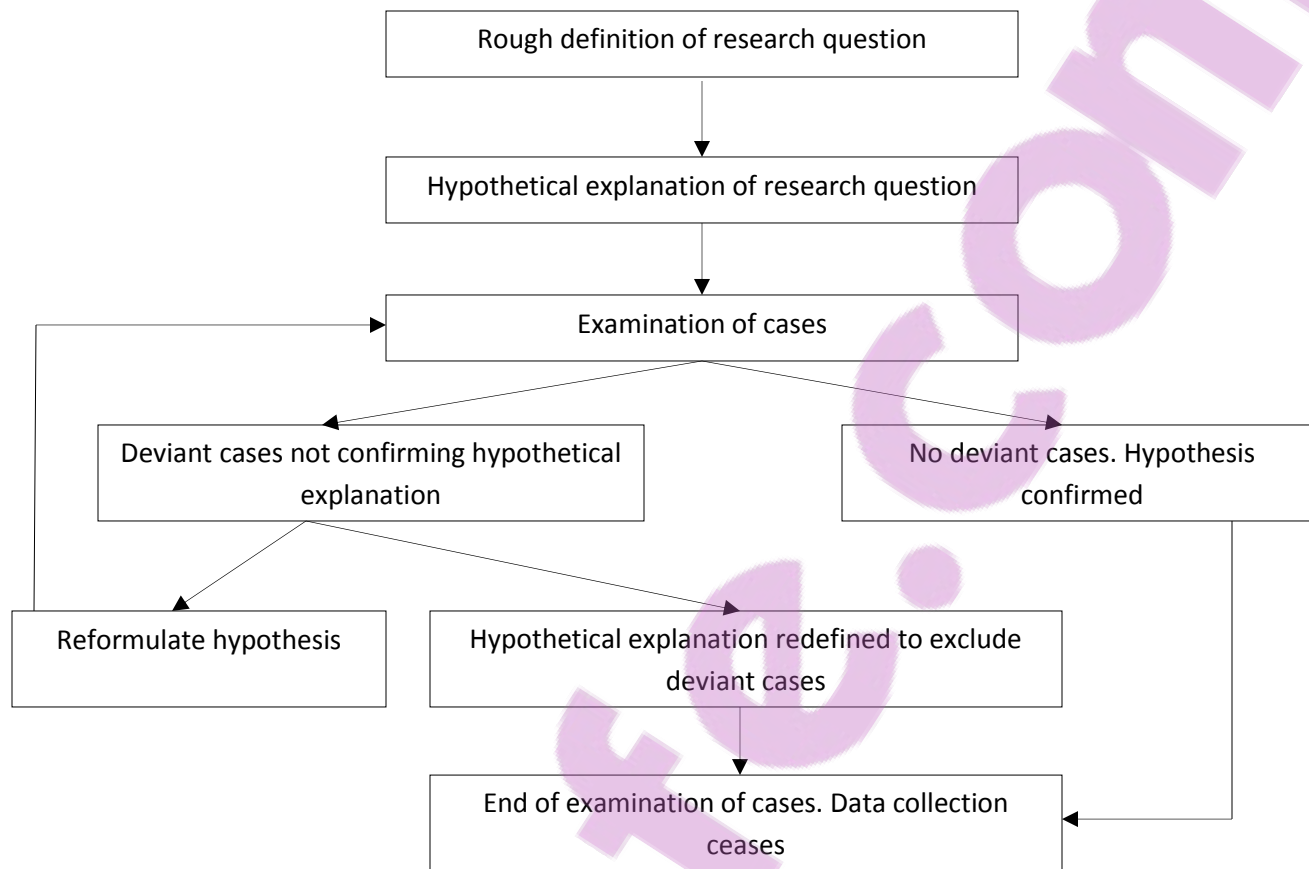 Rough definition of research question
Hypothetical explanation of research question
Examination of cases
Deviant cases not confirming hypothetical
explanation
No deviant cases. Hypothesis
confirmed
Reformulate hypothesis
Hypothetical explanation redefined to exclude
deviant cases
End of examination of cases. Data collection
ceases
fe.com